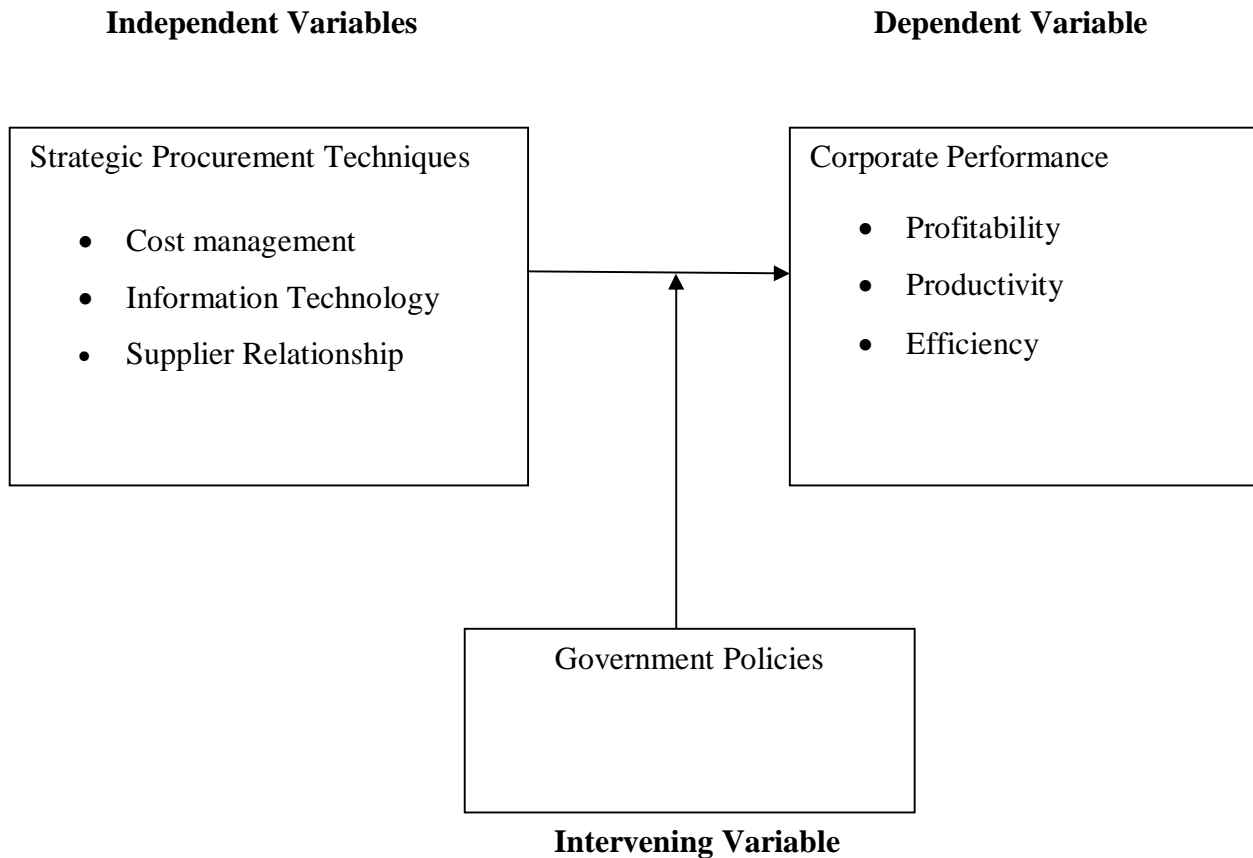 Independent Variables
Dependent Variable
Strategic Procurement Techniques
• Cost management
• Information Technology
• Supplier Relationship
Corporate Performance
• Profitability
• Productivity
• Efficiency
Government Policies
Intervening Variable